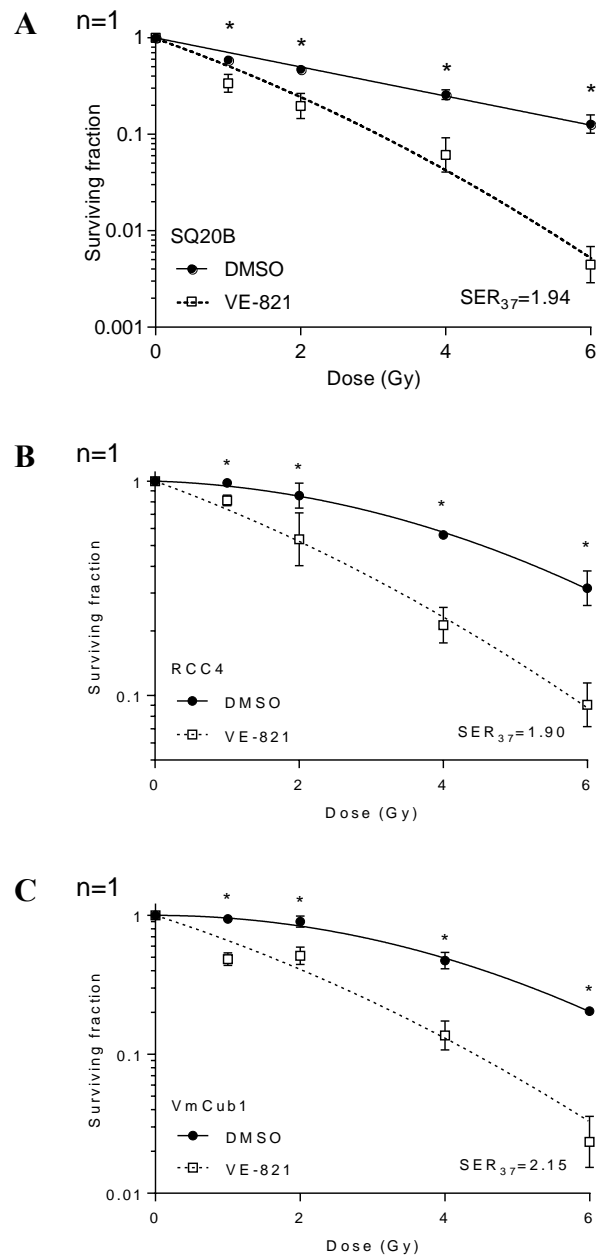 A n=1
1
0.1
0.01
0.001
Surviving fraction
* * * *
SQ20B
DMSO
VE-821
SER37=1.94
0 2 4 6
Dose (Gy)
B n=1
1
0.1
Surviving fraction
* * * *
RCC4
DMSO
VE-821
SER37=1.90
0 2 4 6
Dose (Gy)
C n=1
1
0.1
0.01
Surviving fraction
* * * *
VmCub1
DMSO
VE-821
SER37=2.15
0 2 4 6
Dose (Gy)